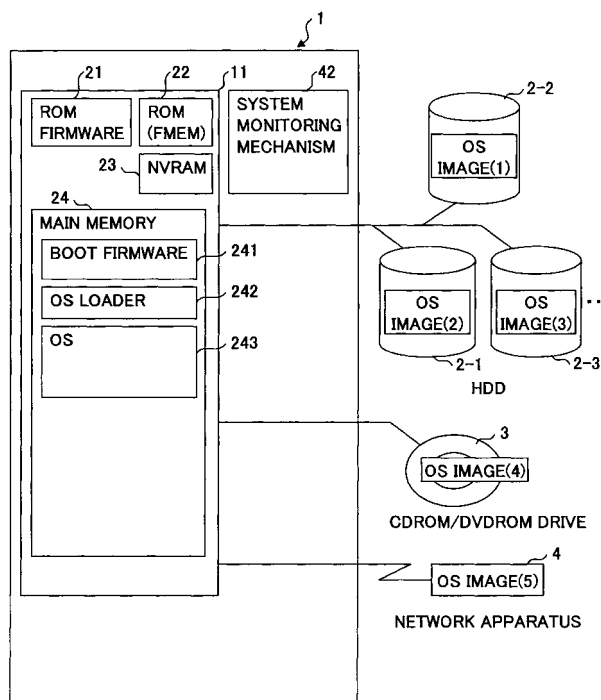 1
21
22
11
42
ROM
FIRMWARE
ROM
(FMEM)
SYSTEM
MONITORING
MECHANISM
23
NVRAM
2-2
OS
IMAGE(1)
24
MAIN MEMORY
BOOT FIRMWARE
241
OS LOADER
242
OS
243
OS
IMAGE(2)
OS
IMAGE(3)
..
2-1
2-3
HDD
3
OS IMAGE(4)
CDROM/DVDROM DRIVE
4
OS IMAGE(5)
NETWORK APPARATUS